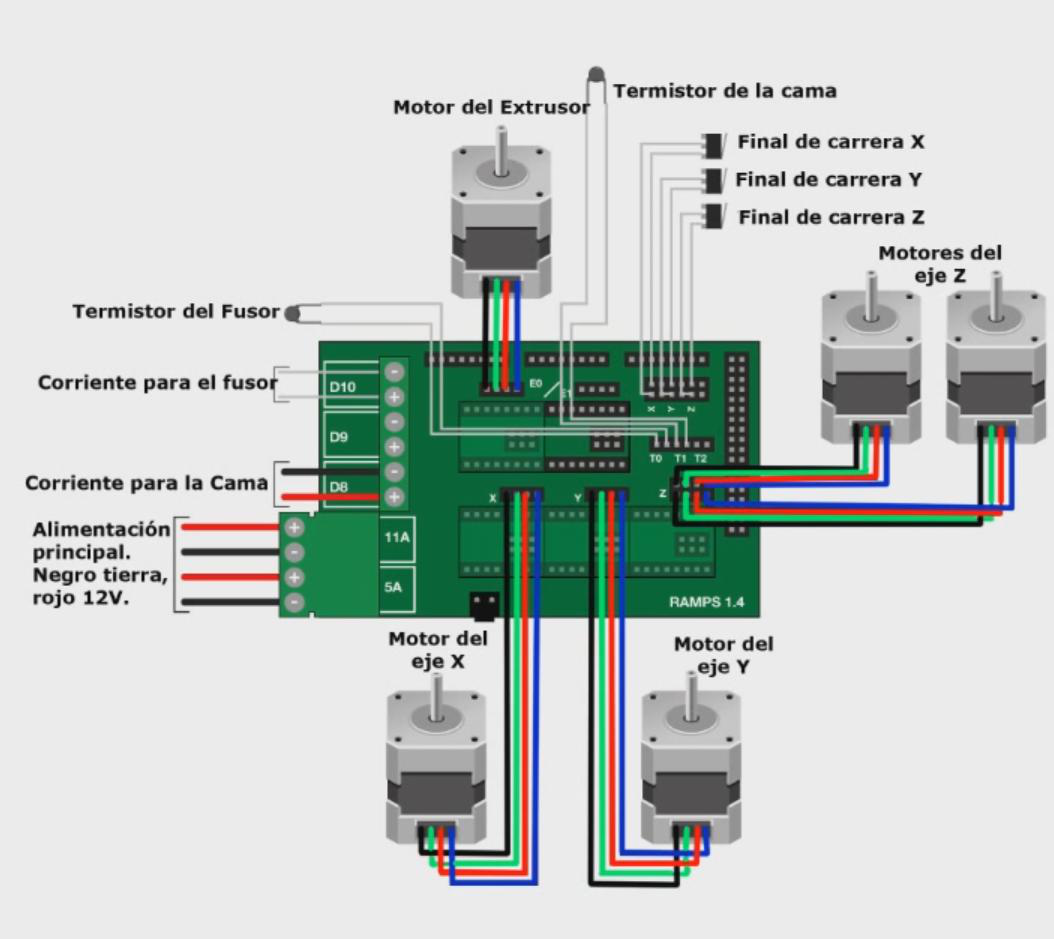 Termistor de la cama
Motor del Extrusor
Final de carrera X
Final de carrera Y
Final de carrera Z
Motores del
eje Z
Termistor del Fusor
Corriente para el fusor
D10
E0
E1
X
Y
Z
D9
T0 T1 T2
Corriente para la Cama
D8
X
Y
Z
Alimentación
principal.
Negro tierra,
rojo 12V.
11A
5A
RAMPS 1.4
Motor del
eje X
Motor del
eje Y